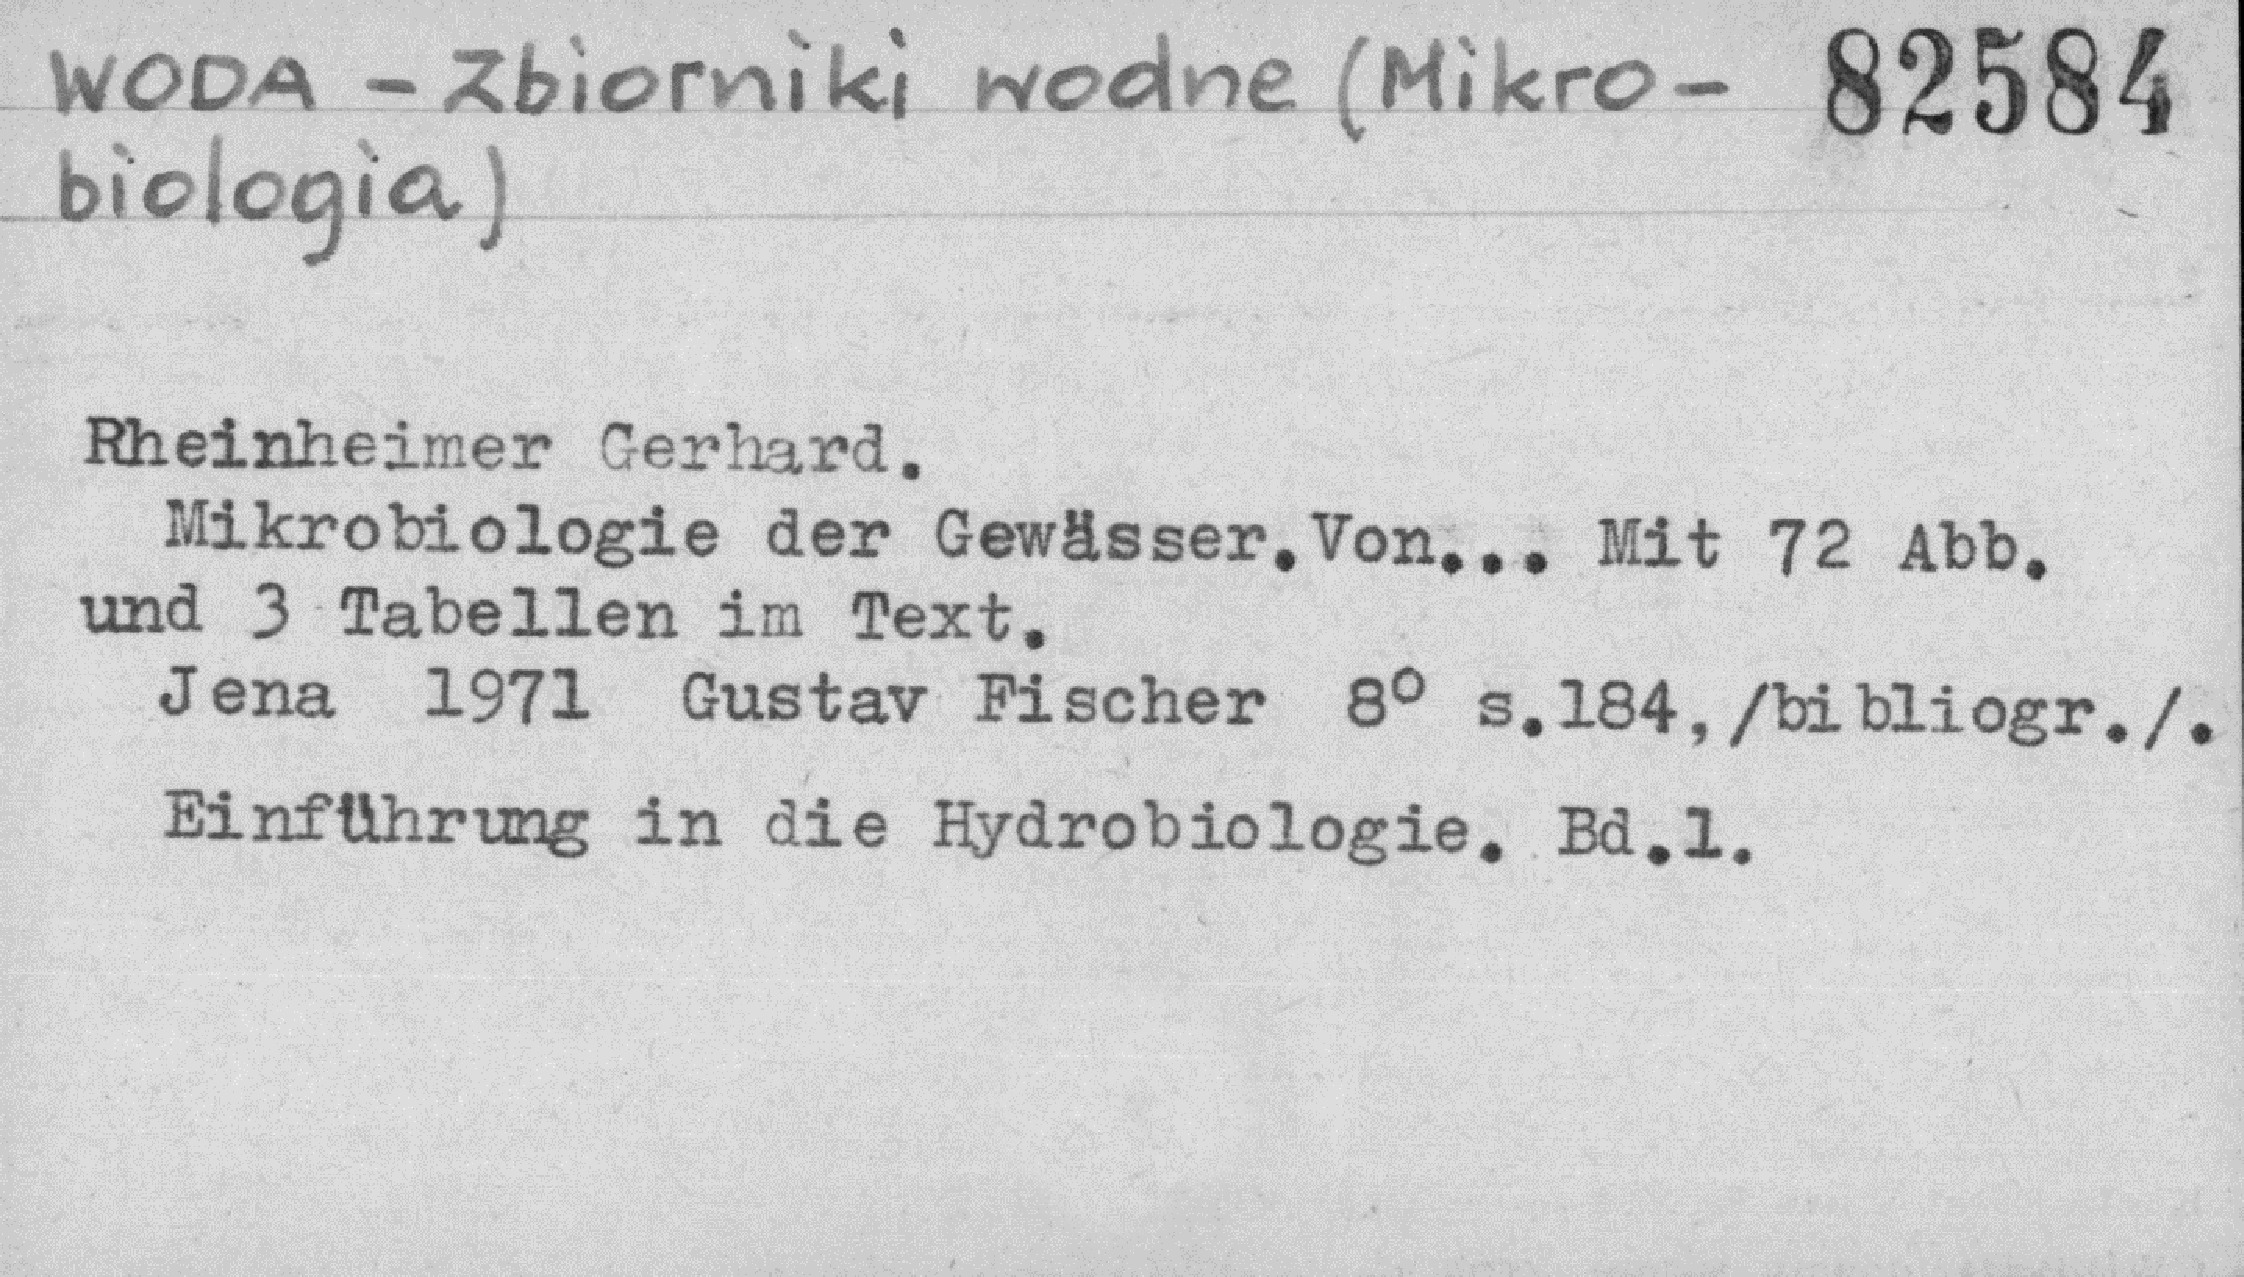 WODA - Zbiorniki wodne (Mikro- 82584
biologia)
Rheinheimer Gerhard.
Mikrobiologie der Gewässer.Von... Mit 72 Abb.
und 3 Tabellen im Text.
Jena 1971 Gustav Fischer 8° s.184,/bibliogr./.
Einführung in die Hydrobiologie. Bd.1.